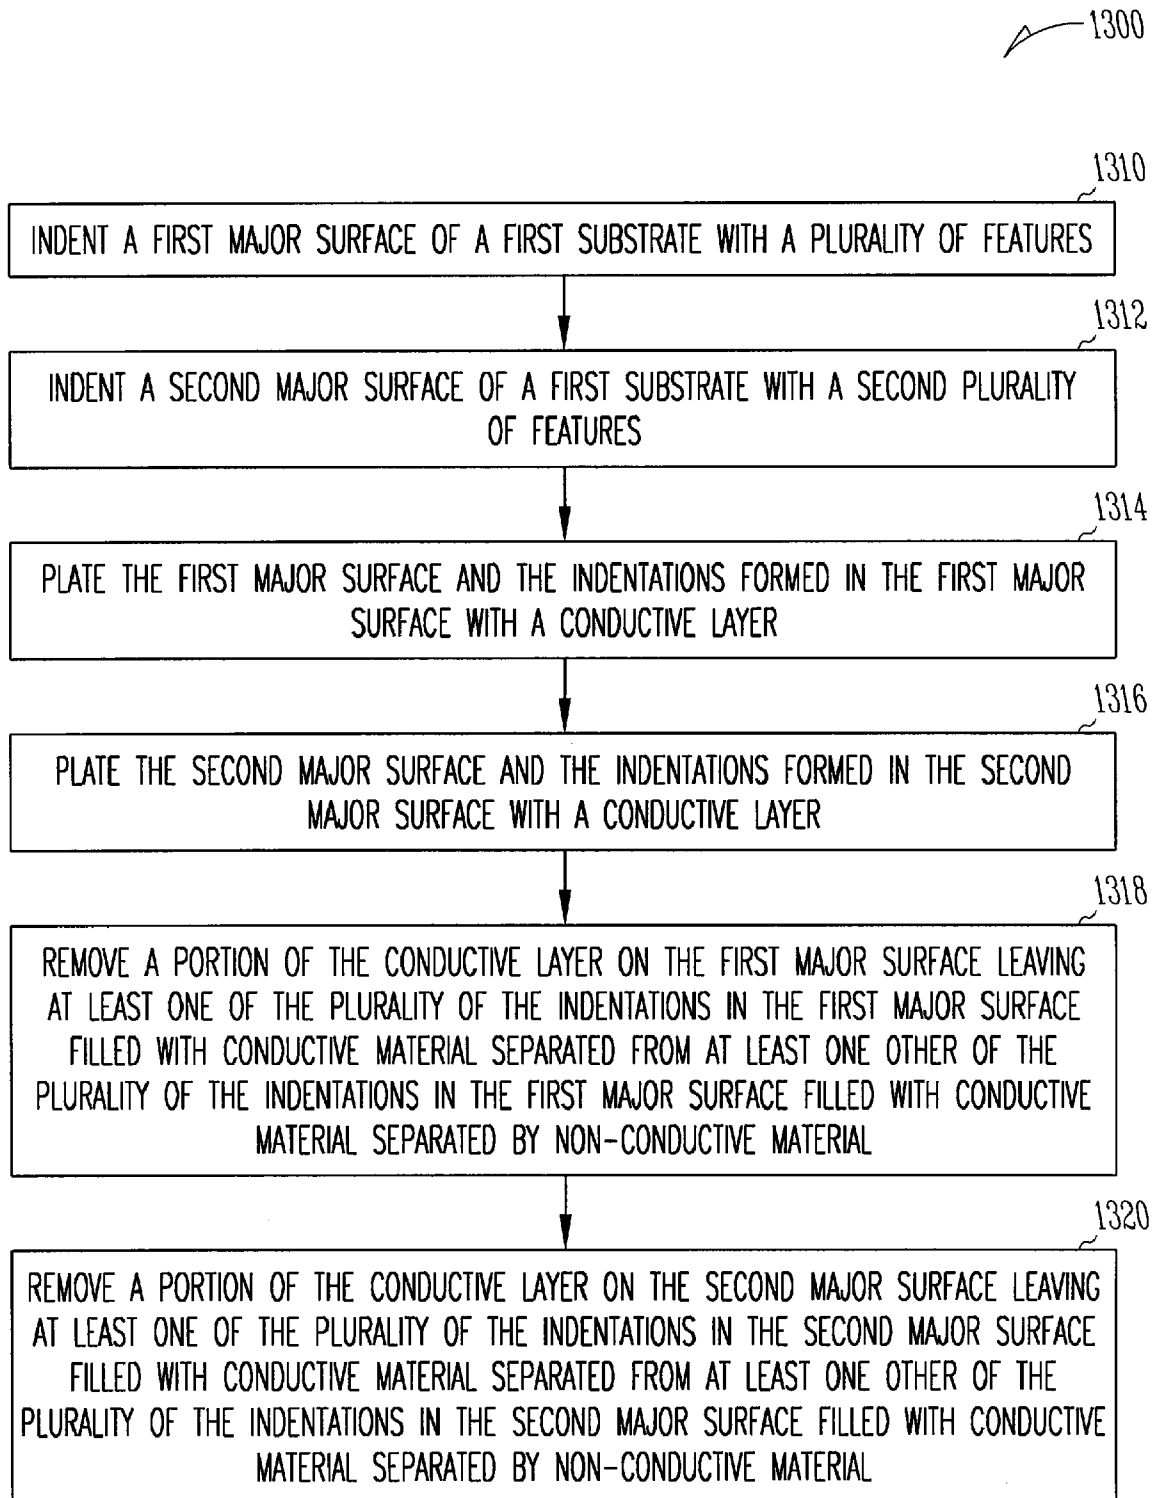 1300
1310
INDENT A FIRST MAJOR SURFACE OF A FIRST SUBSTRATE WITH A PLURALITY OF FEATURES
1312
INDENT A SECOND MAJOR SURFACE OF A FIRST SUBSTRATE WITH A SECOND PLURALITY
OF FEATURES
1314
PLATE THE FIRST MAJOR SURFACE AND THE INDENTATIONS FORMED IN THE FIRST MAJOR
SURFACE WITH A CONDUCTIVE LAYER
1316
PLATE THE SECOND MAJOR SURFACE AND THE INDENTATIONS FORMED IN THE SECOND
MAJOR SURFACE WITH A CONDUCTIVE LAYER
1318
REMOVE A PORTION OF THE CONDUCTIVE LAYER ON THE FIRST MAJOR SURFACE LEAVING
AT LEAST ONE OF THE PLURALITY OF THE INDENTATIONS IN THE FIRST MAJOR SURFACE
FILLED WITH CONDUCTIVE MATERIAL SEPARATED FROM AT LEAST ONE OTHER OF THE
PLURALITY OF THE INDENTATIONS IN THE FIRST MAJOR SURFACE FILLED WITH CONDUCTIVE
MATERIAL SEPARATED BY NON-CONDUCTIVE MATERIAL
1320
REMOVE A PORTION OF THE CONDUCTIVE LAYER ON THE SECOND MAJOR SURFACE LEAVING
AT LEAST ONE OF THE PLURALITY OF THE INDENTATIONS IN THE SECOND MAJOR SURFACE
FILLED WITH CONDUCTIVE MATERIAL SEPARATED FROM AT LEAST ONE OTHER OF THE
PLURALITY OF THE INDENTATIONS IN THE SECOND MAJOR SURFACE FILLED WITH CONDUCTIVE
MATERIAL SEPARATED BY NON-CONDUCTIVE MATERIAL